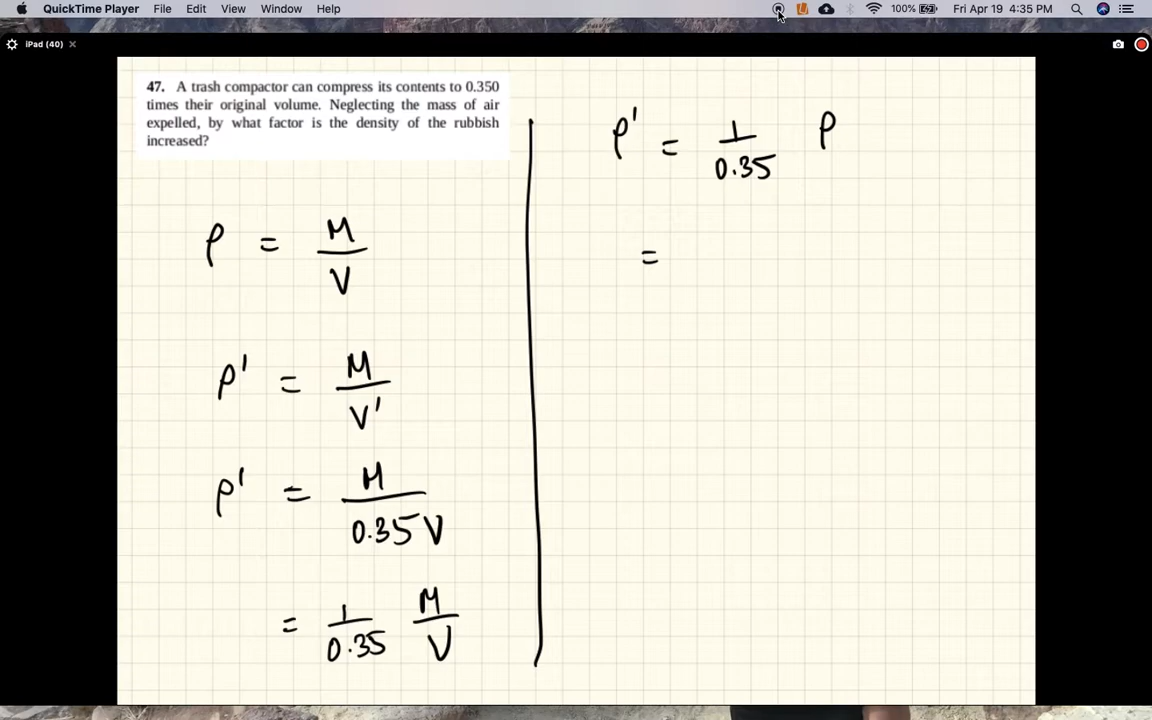 QuickTime Player File Edit View Window Help 100% Fri Apr 19 4:35 PM
iPad (40)
47. A trash compactor can compress its contents to 0.350
times their original volume. Neglecting the mass of air
expelled, by what factor is the density of the rubbish
increased?
ρ = M/V
ρ' = M/V'
ρ' = M/0.35V
= 1/0.35 M/V
ρ' = 1/0.35 ρ
=